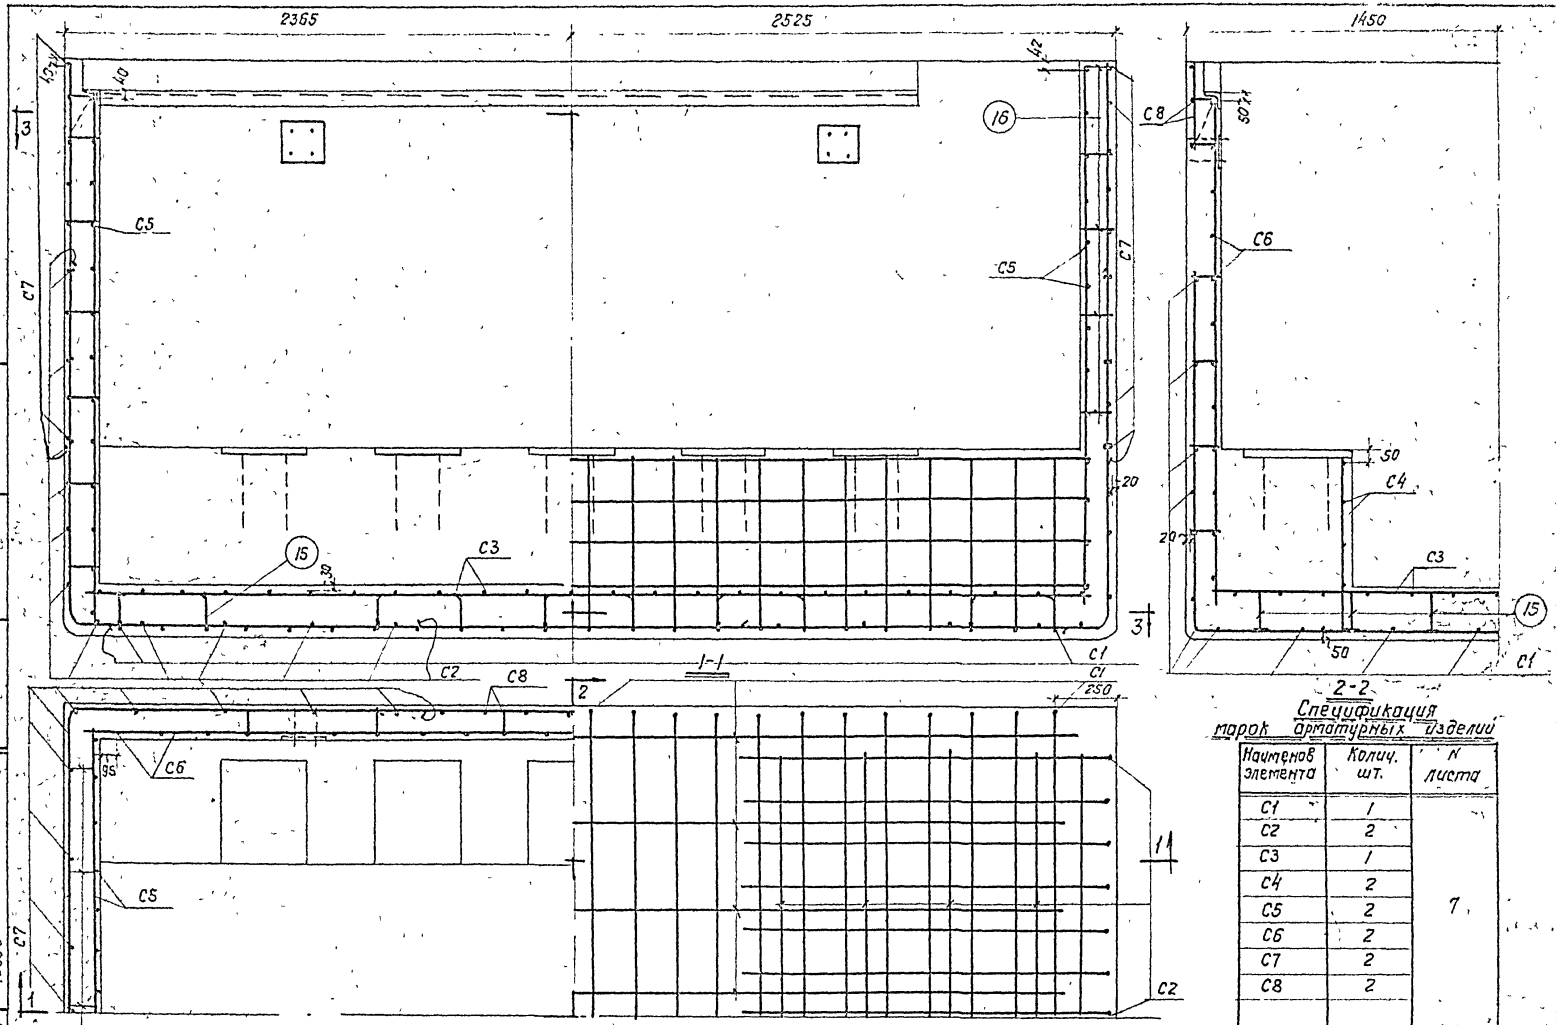 2365
2525
1450
40
42
3
16
С8
50
С5
С6
С7
С5
С7
50
С4
20
20
15
С3
30
С3
15
3
С1
50
С1
С2
1-1
С8
2
С1
250
2-2
Спецификация
марок арматурных изделий
Наименов элемента
Колич. шт.
N листа
С1 1
С2 2
С3 1
С4 2
С5 2
С6 2
С7 2
С8 2
7
95
С6
1
С5
С7
С2
1